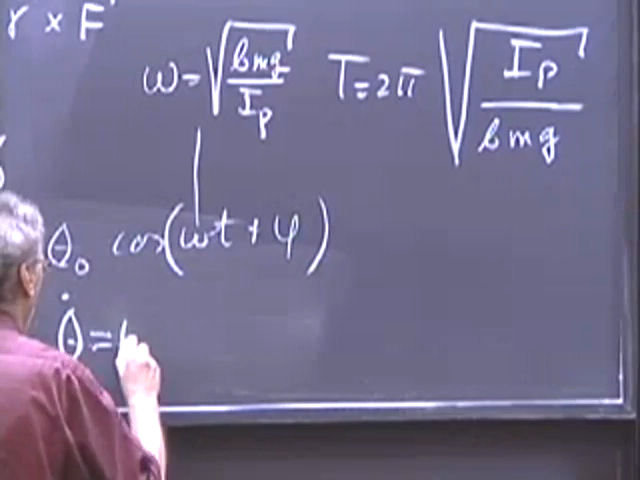 r × F
ω = √(bmg/I_p) T = 2π √(I_p/bmg)
θ₀ cos(ωt + φ)
θ̇ =